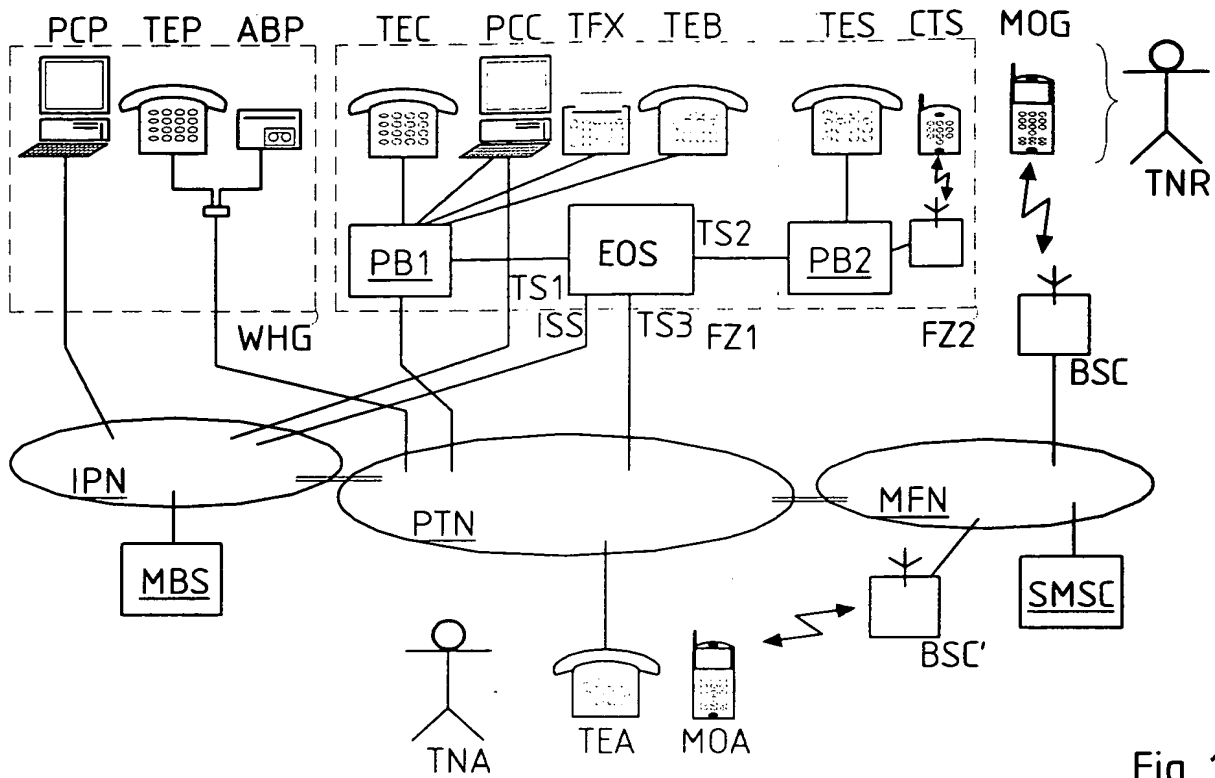 PCP TEP ABP TEC PCC TFX TEB TES CTS MOG
TNR
PB1 EOS TS2 PB2
TS1
WHG ISS TS3 FZ1 FZ2
BSC
IPN PTN MFN
MBS SMSC
BSC'
TNA TEA MOA
Fig 1